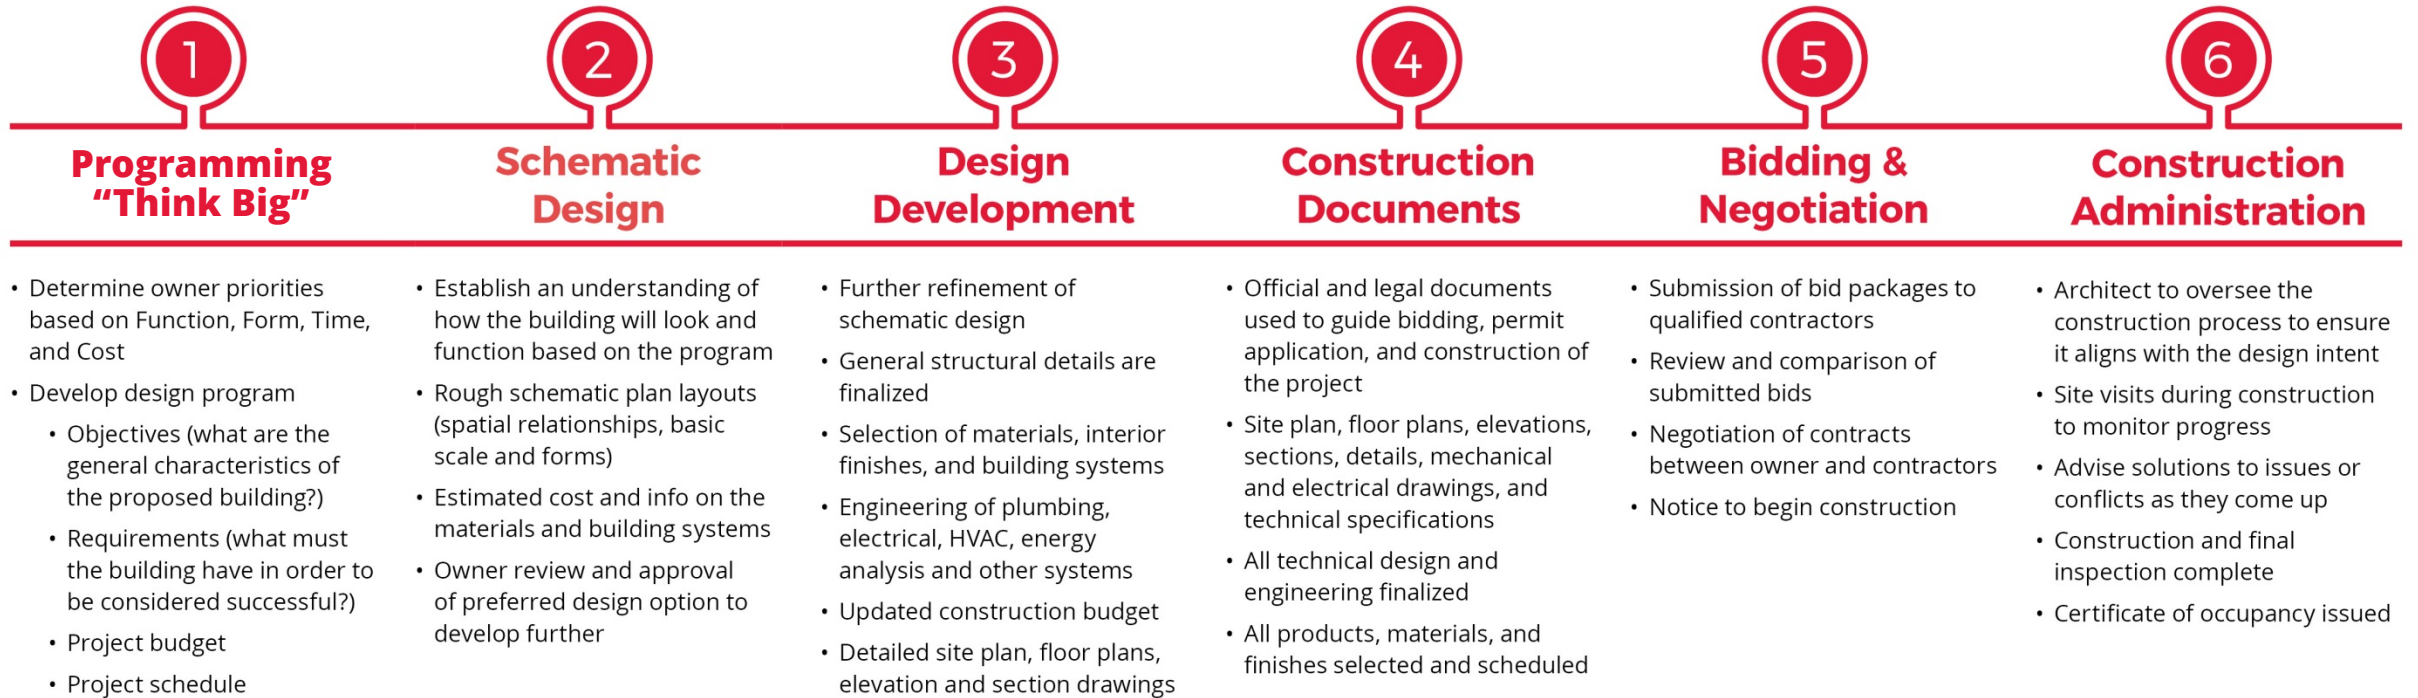 1
Programming
“Think Big”
• Determine owner priorities
based on Function, Form, Time,
and Cost
• Develop design program
• Objectives (what are the
general characteristics of
the proposed building?)
• Requirements (what must
the building have in order to
be considered successful?)
• Project budget
• Project schedule
2
Schematic
Design
• Establish an understanding of
how the building will look and
function based on the program
• Rough schematic plan layouts
(spatial relationships, basic
scale and forms)
• Estimated cost and info on the
materials and building systems
• Owner review and approval
of preferred design option to
develop further
3
Design
Development
• Further refinement of
schematic design
• General structural details are
finalized
• Selection of materials, interior
finishes, and building systems
• Engineering of plumbing,
electrical, HVAC, energy
analysis and other systems
• Updated construction budget
• Detailed site plan, floor plans,
elevation and section drawings
4
Construction
Documents
• Official and legal documents
used to guide bidding, permit
application, and construction of
the project
• Site plan, floor plans, elevations,
sections, details, mechanical
and electrical drawings, and
technical specifications
• All technical design and
engineering finalized
• All products, materials, and
finishes selected and scheduled
5
Bidding &
Negotiation
• Submission of bid packages to
qualified contractors
• Review and comparison of
submitted bids
• Negotiation of contracts
between owner and contractors
• Notice to begin construction
6
Construction
Administration
• Architect to oversee the
construction process to ensure
it aligns with the design intent
• Site visits during construction
to monitor progress
• Advise solutions to issues or
conflicts as they come up
• Construction and final
inspection complete
• Certificate of occupancy issued